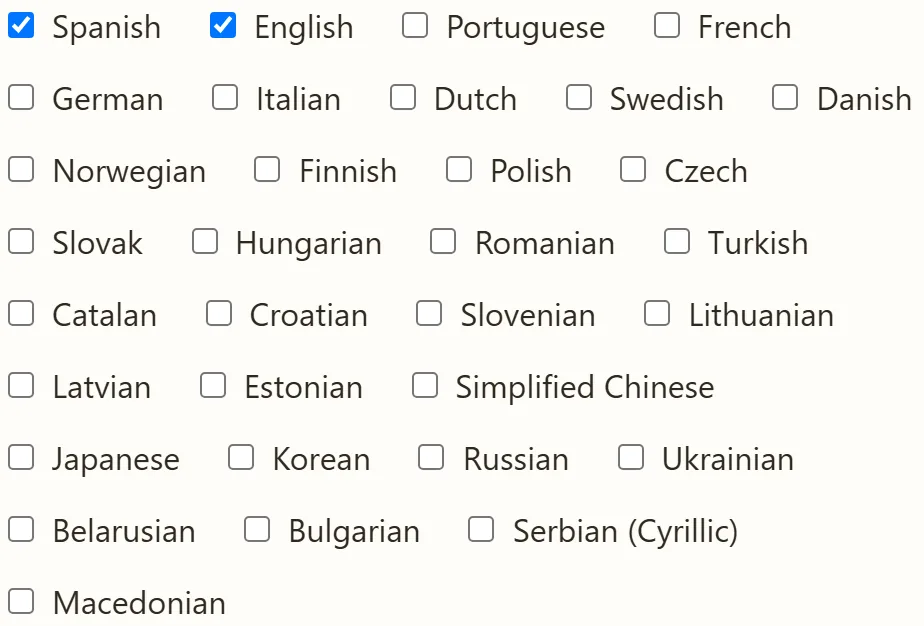 Spanish English Portuguese French
German Italian Dutch Swedish Danish
Norwegian Finnish Polish Czech
Slovak Hungarian Romanian Turkish
Catalan Croatian Slovenian Lithuanian
Latvian Estonian Simplified Chinese
Japanese Korean Russian Ukrainian
Belarusian Bulgarian Serbian (Cyrillic)
Macedonian